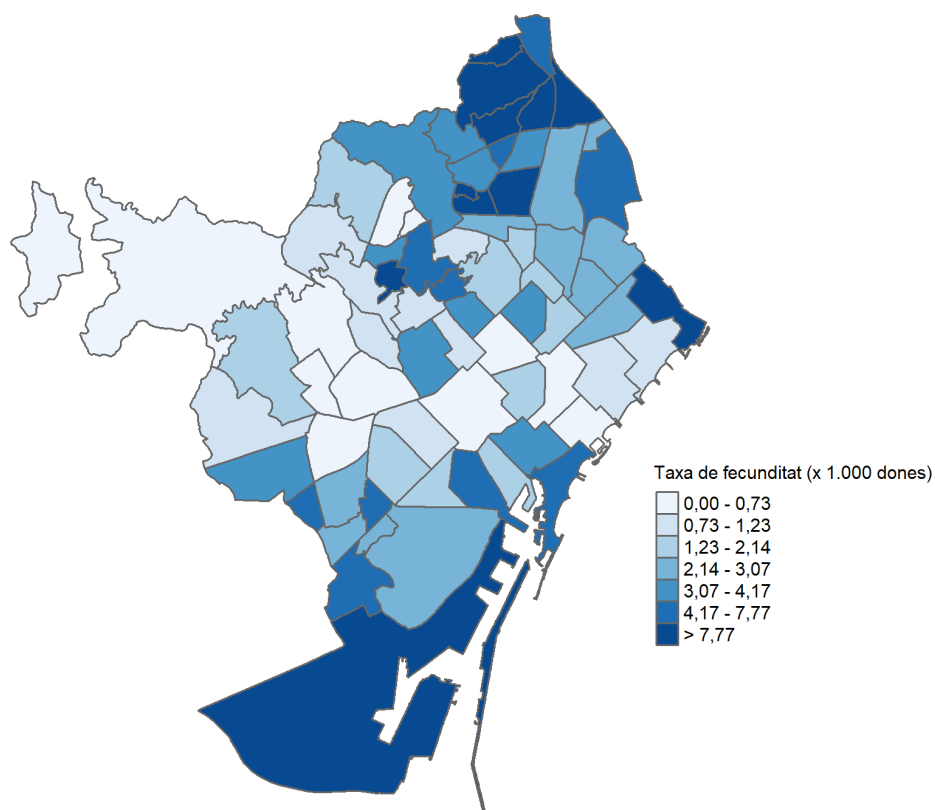 Taxa de fecunditat (x 1.000 dones)
0,00 - 0,73
0,73 - 1,23
1,23 - 2,14
2,14 - 3,07
3,07 - 4,17
4,17 - 7,77
> 7,77